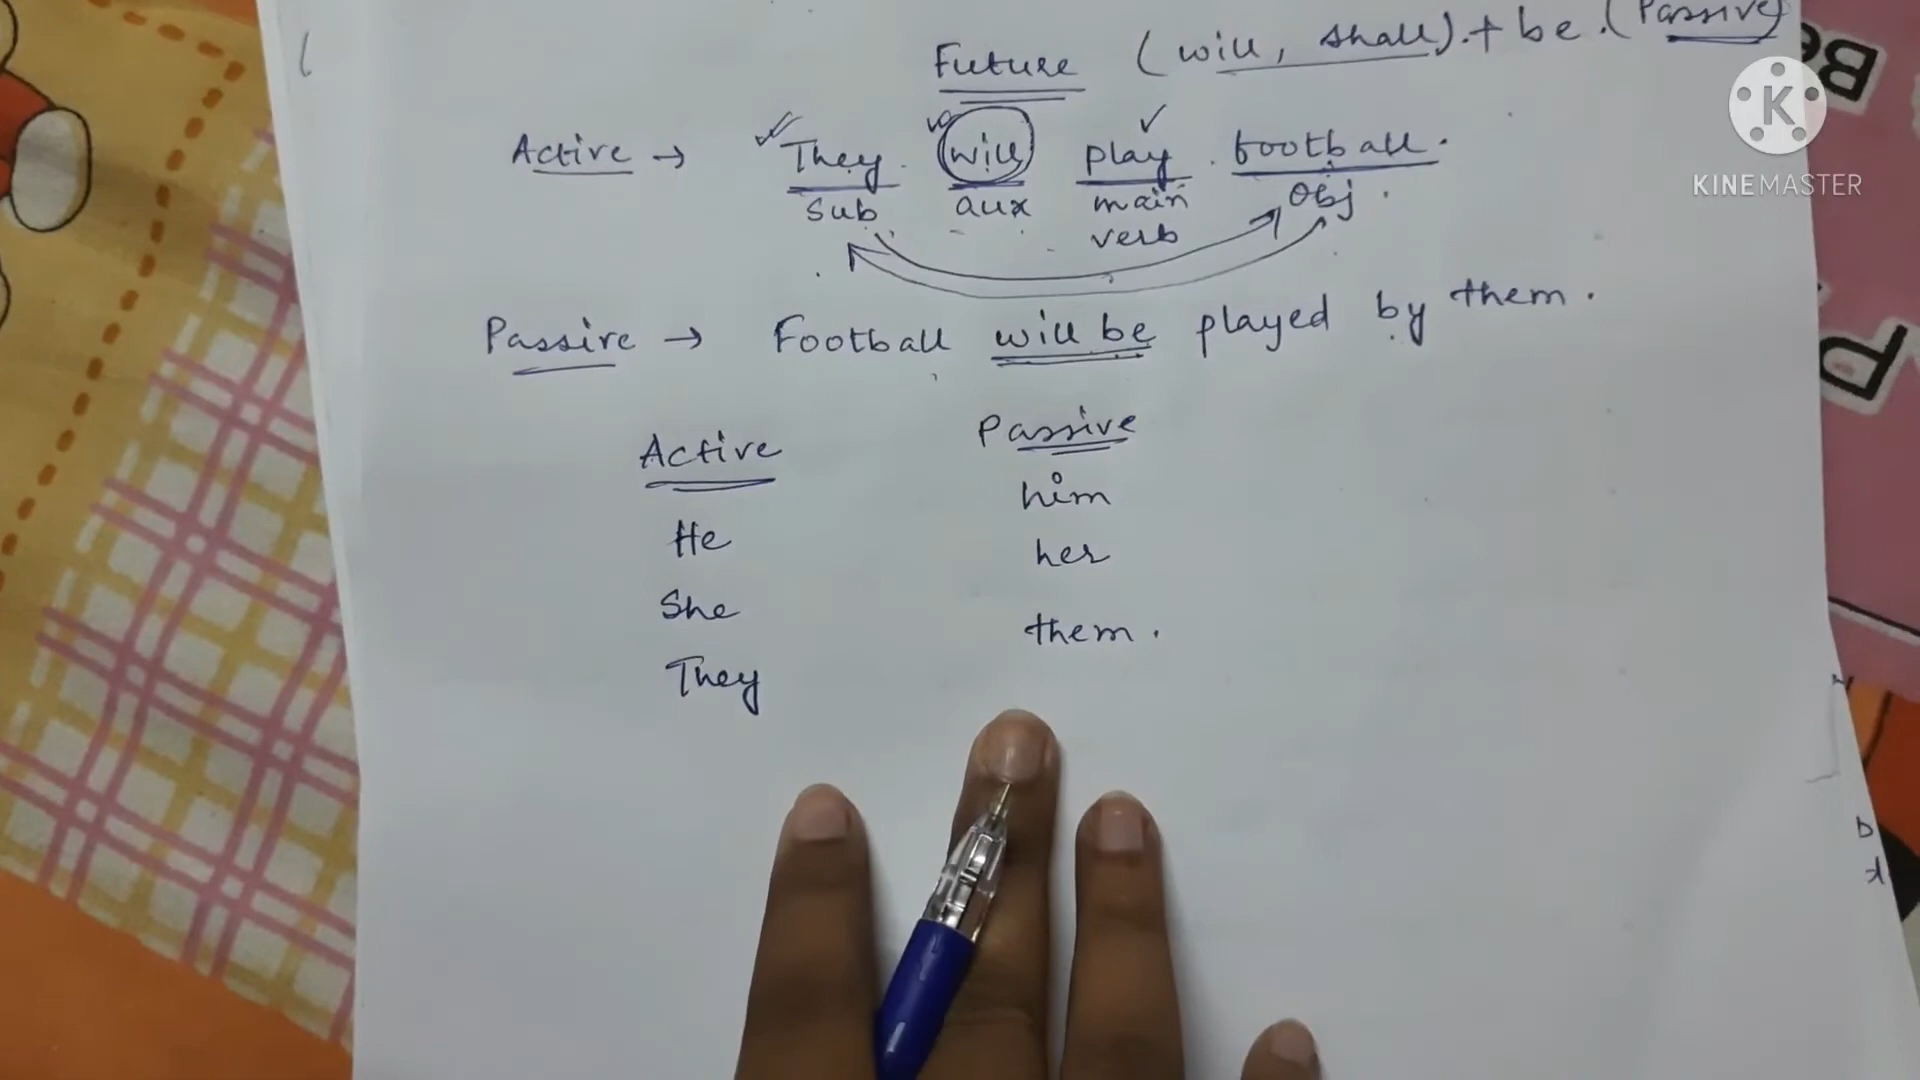 Future (will, shall).+ be.(Passive)
Active → They will play football.
sub aux main verb obj.
Passive → Football will be played by them.
Active Passive
He him
She her
They them.
KINEMASTER
Be
P
b